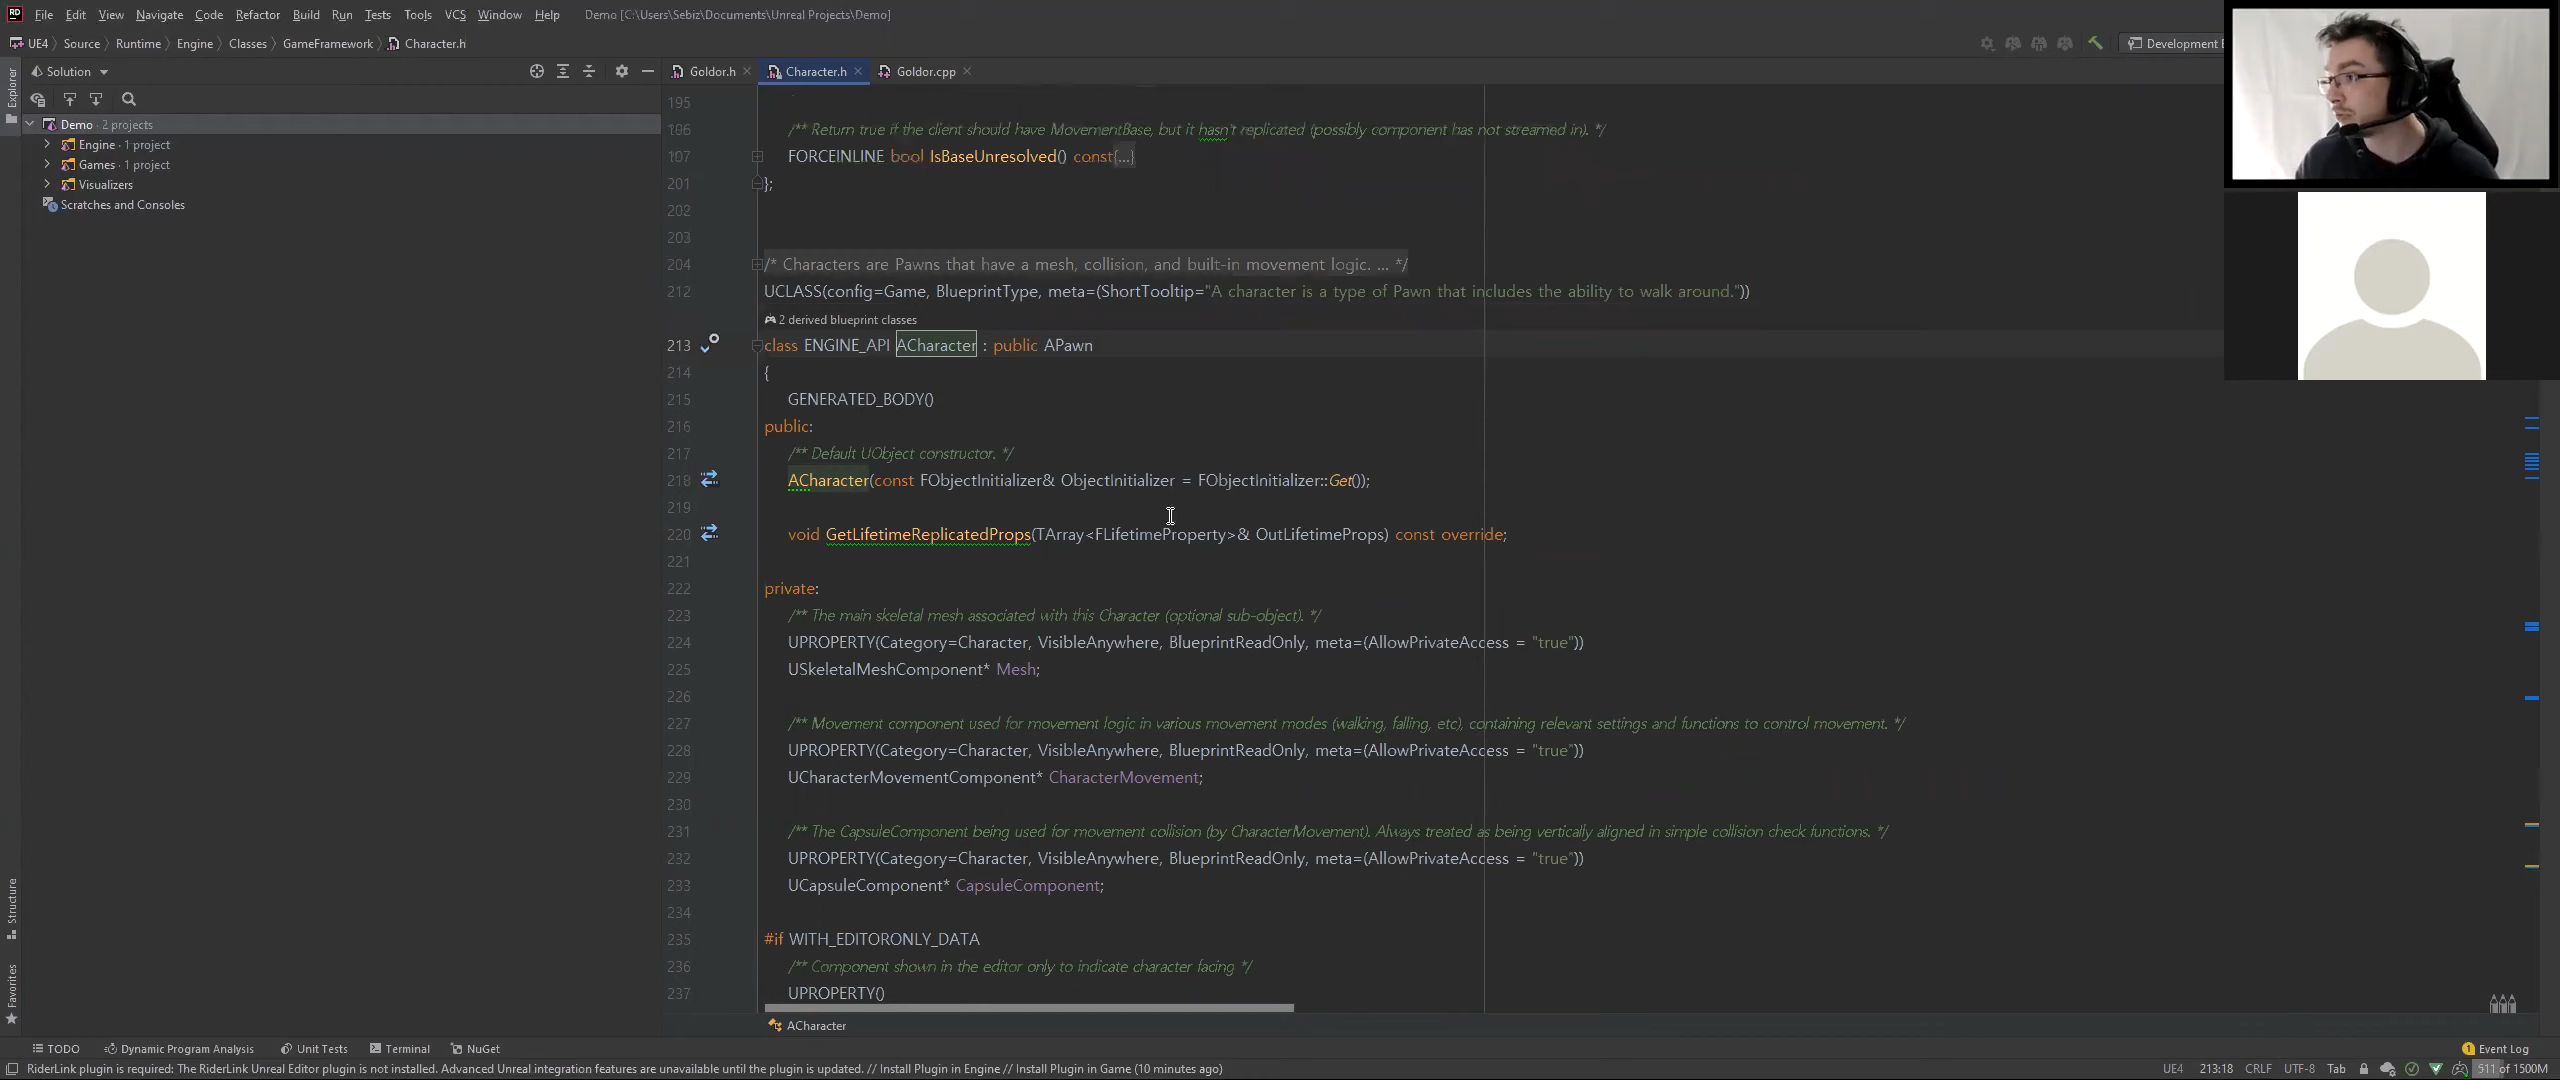 File Edit View Navigate Code Refactor Build Run Tests Tools VCS Window Help Demo [C:\Users\Sebiz\Documents\Unreal Projects\Demo]
UE4 Source Runtime Engine Classes GameFramework Character.h
Development
Explorer
Solution
Goldor.h Character.h Goldor.cpp
Demo · 2 projects
Engine · 1 project
Games · 1 project
Visualizers
Scratches and Consoles
195
/** Return true if the client should have MovementBase, but it hasn't replicated (possibly component has not streamed in). */
FORCEINLINE bool IsBaseUnresolved() const{...}
201 };
202
203
204 /* Characters are Pawns that have a mesh, collision, and built-in movement logic. ... */
212 UCLASS(config=Game, BlueprintType, meta=(ShortTooltip="A character is a type of Pawn that includes the ability to walk around."))
2 derived blueprint classes
213 class ENGINE_API ACharacter : public APawn
214 {
215 GENERATED_BODY()
216 public:
217 /** Default UObject constructor. */
218 ACharacter(const FObjectInitializer& ObjectInitializer = FObjectInitializer::Get());
219
220 void GetLifetimeReplicatedProps(TArray<FLifetimeProperty>& OutLifetimeProps) const override;
221
222 private:
223 /** The main skeletal mesh associated with this Character (optional sub-object). */
224 UPROPERTY(Category=Character, VisibleAnywhere, BlueprintReadOnly, meta=(AllowPrivateAccess = "true"))
225 USkeletalMeshComponent* Mesh;
226
227 /** Movement component used for movement logic in various movement modes (walking, falling, etc), containing relevant settings and functions to control movement. */
228 UPROPERTY(Category=Character, VisibleAnywhere, BlueprintReadOnly, meta=(AllowPrivateAccess = "true"))
229 UCharacterMovementComponent* CharacterMovement;
230
231 /** The CapsuleComponent being used for movement collision (by CharacterMovement). Always treated as being vertically aligned in simple collision check functions. */
232 UPROPERTY(Category=Character, VisibleAnywhere, BlueprintReadOnly, meta=(AllowPrivateAccess = "true"))
233 UCapsuleComponent* CapsuleComponent;
234
235 #if WITH_EDITORONLY_DATA
236 /** Component shown in the editor only to indicate character facing */
237 UPROPERTY()
ACharacter
Structure
Favorites
TODO Dynamic Program Analysis Unit Tests Terminal NuGet
1 Event Log
RiderLink plugin is required: The RiderLink Unreal Editor plugin is not installed. Advanced Unreal integration features are unavailable until the plugin is updated. // Install Plugin in Engine // Install Plugin in Game (10 minutes ago)
UE4 213:18 CRLF UTF-8 Tab 511 of 1500M